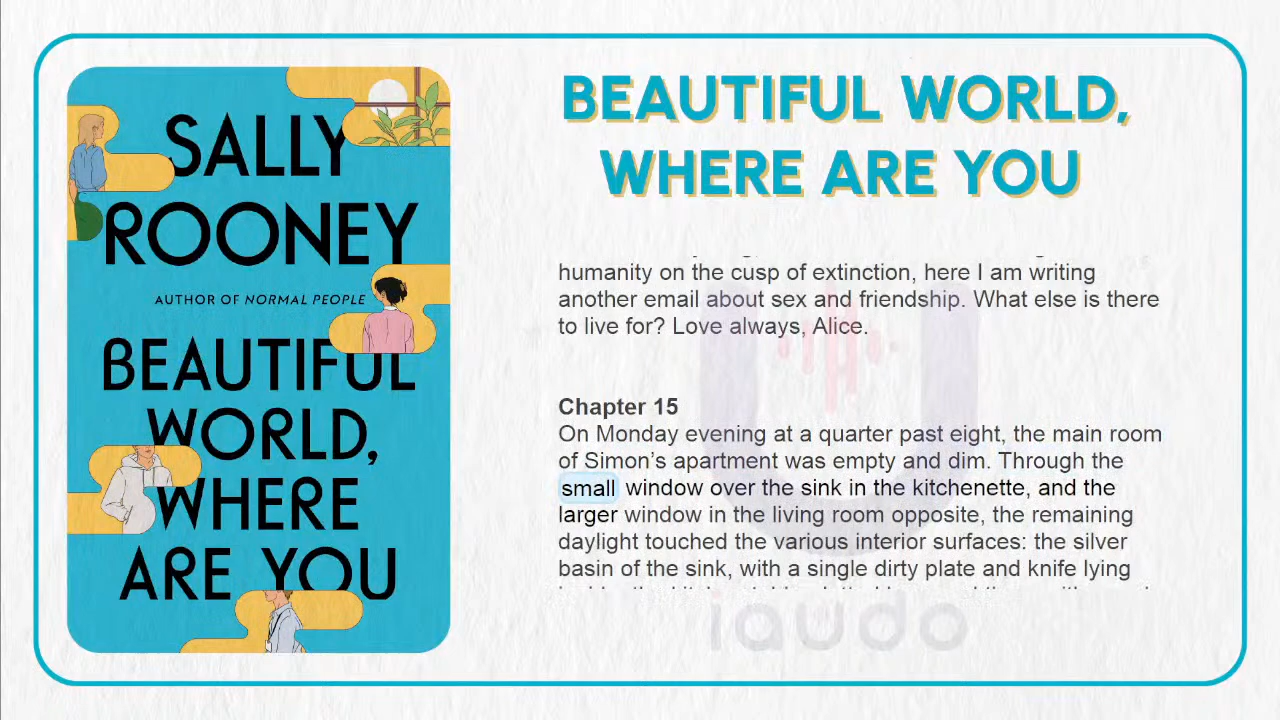 SALLY
ROONEY
AUTHOR OF NORMAL PEOPLE
BEAUTIFUL
WORLD,
WHERE
ARE YOU
BEAUTIFUL WORLD,
WHERE ARE YOU
humanity on the cusp of extinction, here I am writing
another email about sex and friendship. What else is there
to live for? Love always, Alice.
Chapter 15
On Monday evening at a quarter past eight, the main room
of Simon’s apartment was empty and dim. Through the
small window over the sink in the kitchenette, and the
larger window in the living room opposite, the remaining
daylight touched the various interior surfaces: the silver
basin of the sink, with a single dirty plate and knife lying
iaudo